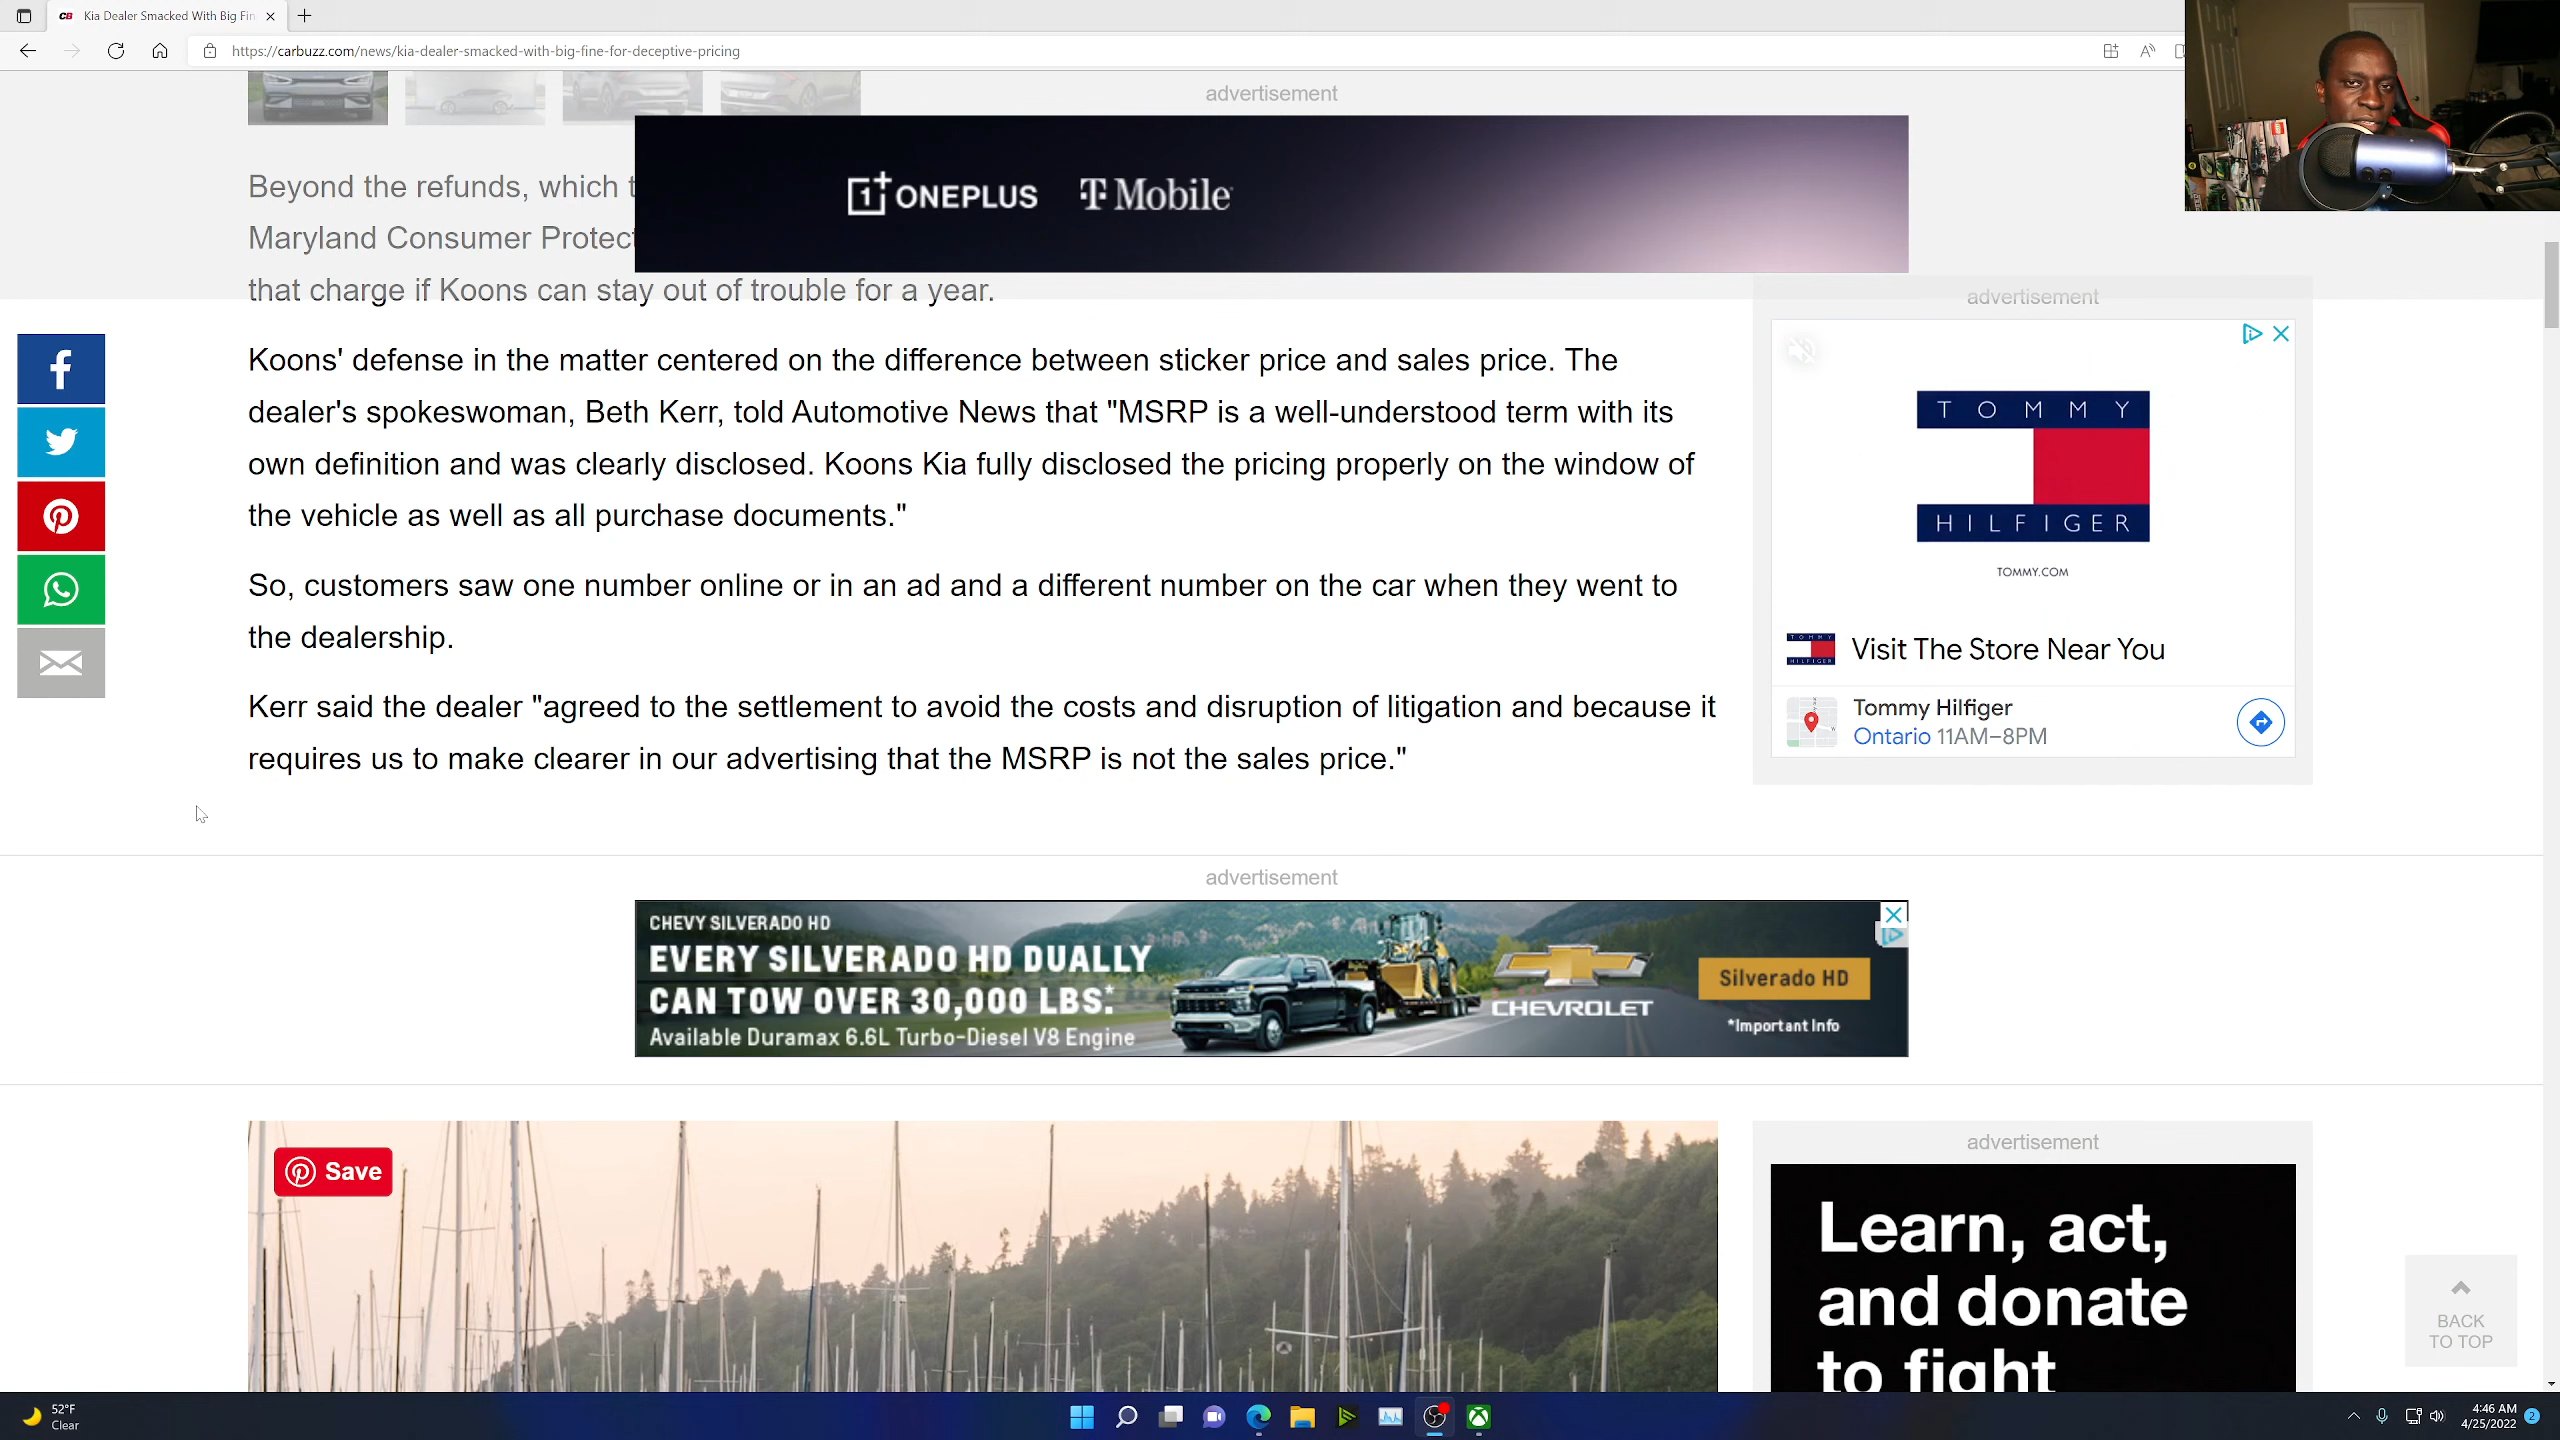 CB Kia Dealer Smacked With Big Fin
https://carbuzz.com/news/kia-dealer-smacked-with-big-fine-for-deceptive-pricing
advertisement
1+ ONEPLUS T Mobile
Beyond the refunds, which
Maryland Consumer
that charge if Koons can stay out of trouble for a year.
Koons' defense in the matter centered on the difference between sticker price and sales price. The
dealer's spokeswoman, Beth Kerr, told Automotive News that "MSRP is a well-understood term with its
own definition and was clearly disclosed. Koons Kia fully disclosed the pricing properly on the window of
the vehicle as well as all purchase documents."
So, customers saw one number online or in an ad and a different number on the car when they went to
the dealership.
Kerr said the dealer "agreed to the settlement to avoid the costs and disruption of litigation and because it
requires us to make clearer in our advertising that the MSRP is not the sales price."
advertisement
TOMMY
HILFIGER
TOMMY.COM
TOMMY
HILFIGER
Visit The Store Near You
Tommy Hilfiger
Ontario 11AM–8PM
advertisement
CHEVY SILVERADO HD
EVERY SILVERADO HD DUALLY
CAN TOW OVER 30,000 LBS.*
Available Duramax 6.6L Turbo-Diesel V8 Engine
CHEVROLET
Silverado HD
*Important Info
Save
advertisement
Learn, act,
and donate
to fight
BACK
TO TOP
52°F
Clear
4:46 AM
4/25/2022
2